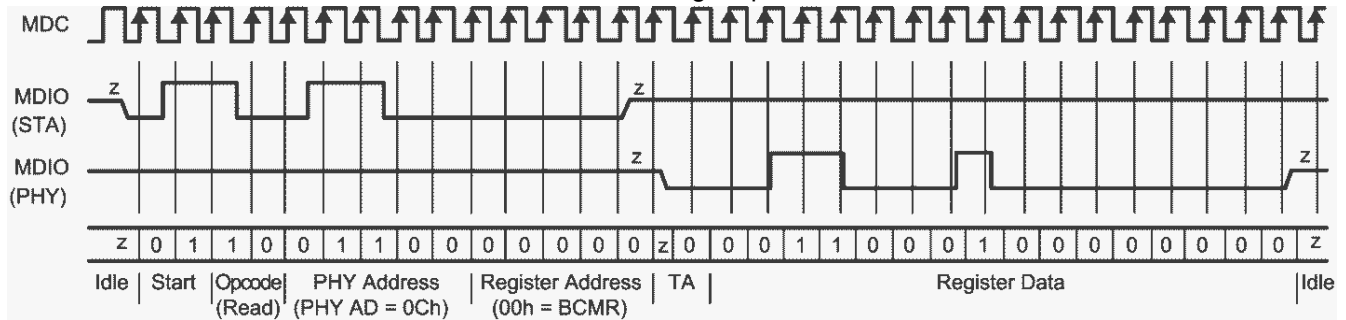 MDC
MDIO
(STA)
z
z
MDIO
(PHY)
z
z
z 0 1 1 0 0 1 1 0 0 0 0 0 0 0 z 0 0 0 1 1 0 0 0 1 0 0 0 0 0 0 0 0 z
Idle Start Opcode PHY Address Register Address TA Register Data Idle
(Read) (PHY AD = 0Ch) (00h = BCMR)